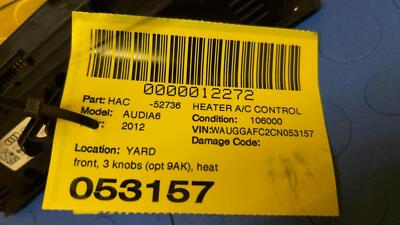 0000012272
Part: HAC -52736 HEATER A/C CONTROL
Model: AUDIA6 Condition: 106000
2012 VIN:WAUGGAFC2CN053157
Damage Code:
Location: YARD
front, 3 knobs (opt 9AK), heat
053157